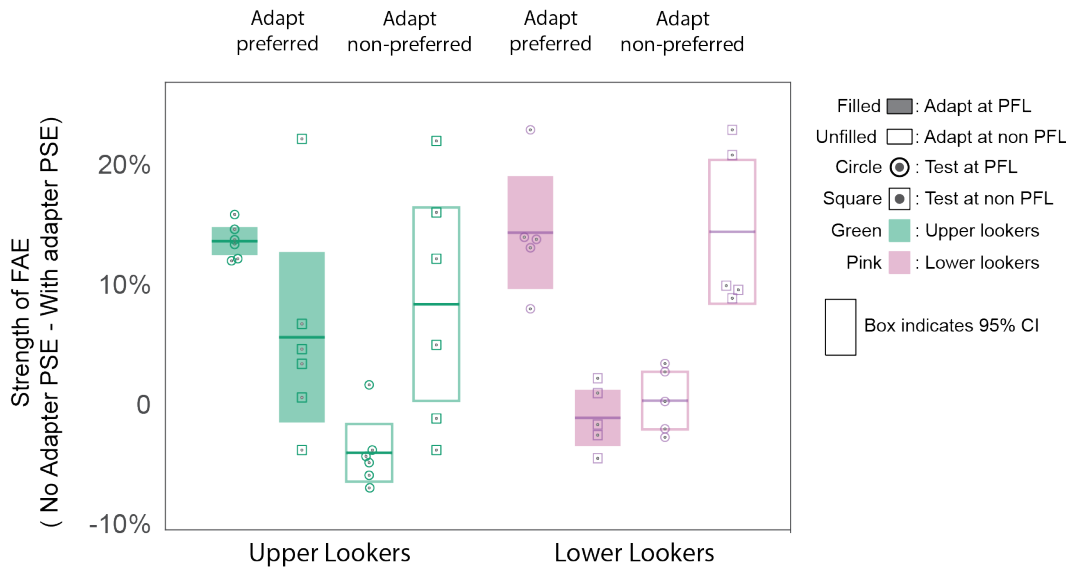 Adapt preferred
Adapt non-preferred
Adapt preferred
Adapt non-preferred
Strength of FAE
( No Adapter PSE - With adapter PSE)
20%
10%
0
-10%
Upper Lookers
Lower Lookers
Filled : Adapt at PFL
Unfilled : Adapt at non PFL
Circle : Test at PFL
Square : Test at non PFL
Green : Upper lookers
Pink : Lower lookers
Box indicates 95% CI